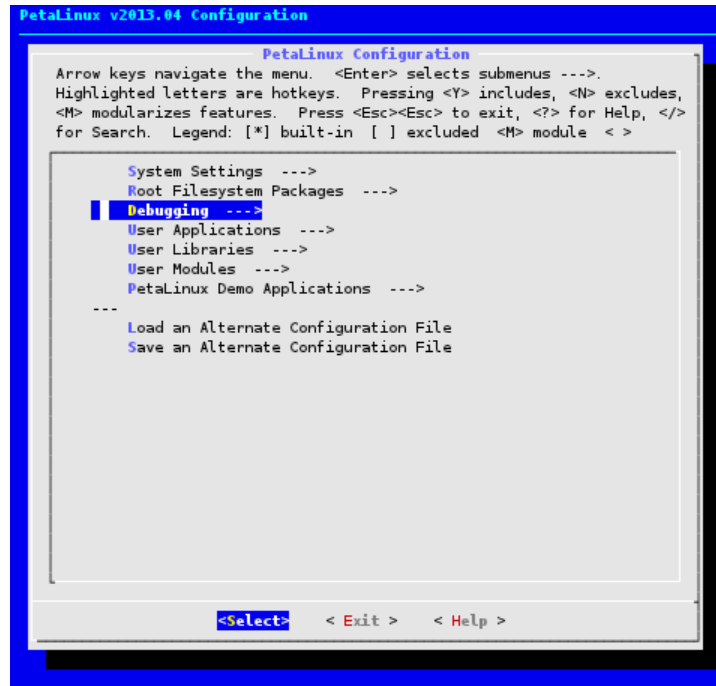 PetaLinux v2013.04 Configuration
PetaLinux Configuration
Arrow keys navigate the menu. <Enter> selects submenus --->.
Highlighted letters are hotkeys. Pressing <Y> includes, <N> excludes,
<M> modularizes features. Press <Esc><Esc> to exit, <?> for Help, </>
for Search. Legend: [*] built-in [ ] excluded <M> module < >
System Settings --->
Root Filesystem Packages --->
Debugging --->
User Applications --->
User Libraries --->
User Modules --->
PetaLinux Demo Applications --->
---
Load an Alternate Configuration File
Save an Alternate Configuration File
<Select> < Exit > < Help >